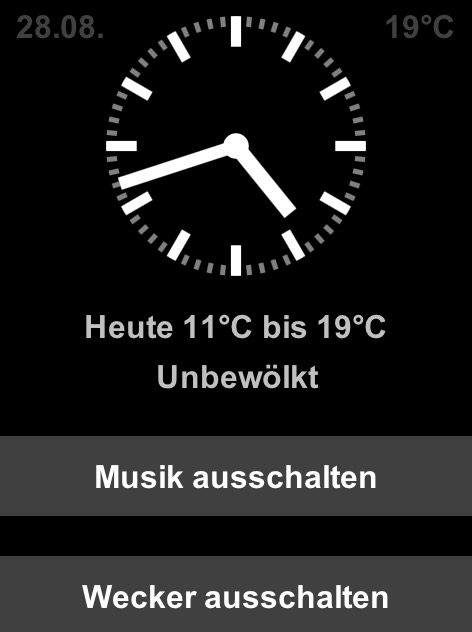 28.08. 19°C
Heute 11°C bis 19°C
Unbewölkt
Musik ausschalten
Wecker ausschalten